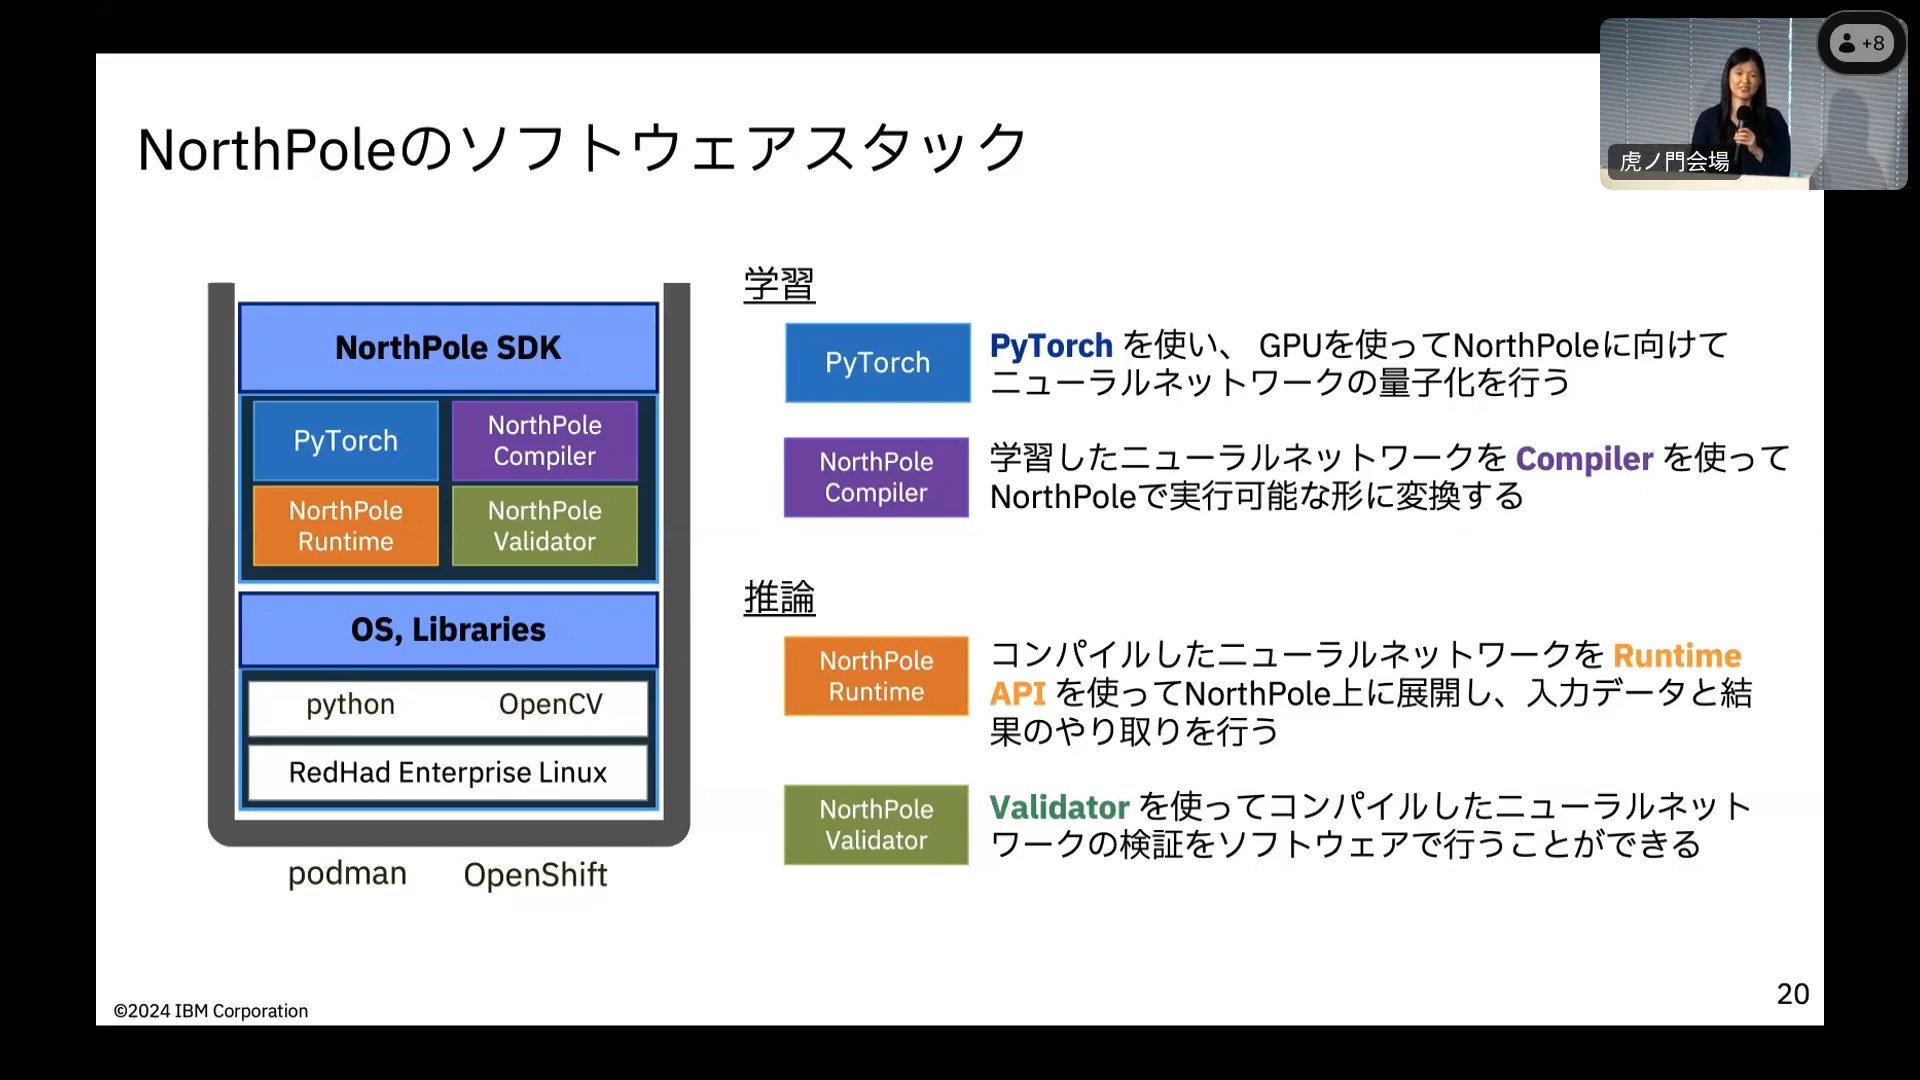 +8
虎ノ門会場
NorthPoleのソフトウェアスタック
NorthPole SDK
PyTorch
NorthPole
Compiler
NorthPole
Runtime
NorthPole
Validator
OS, Libraries
python
OpenCV
RedHad Enterprise Linux
podman
OpenShift
学習
PyTorch
PyTorch を使い、 GPUを使ってNorthPoleに向けて
ニューラルネットワークの量子化を行う
NorthPole
Compiler
学習したニューラルネットワークを Compiler を使って
NorthPoleで実行可能な形に変換する
推論
NorthPole
Runtime
コンパイルしたニューラルネットワークを Runtime
API を使ってNorthPole上に展開し、入力データと結
果のやり取りを行う
NorthPole
Validator
Validator を使ってコンパイルしたニューラルネット
ワークの検証をソフトウェアで行うことができる
©2024 IBM Corporation
20